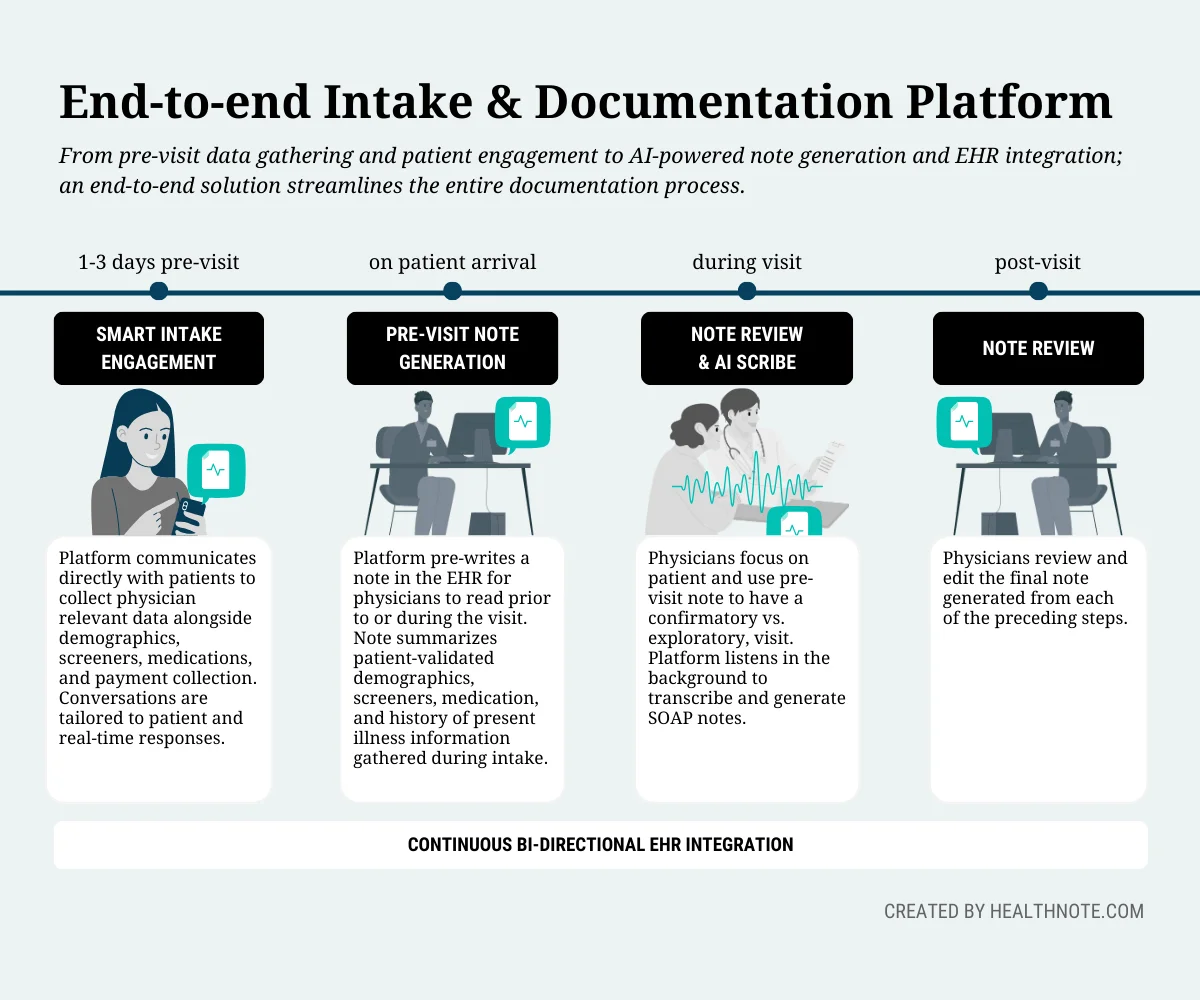 End-to-end Intake & Documentation Platform
From pre-visit data gathering and patient engagement to AI-powered note generation and EHR integration;
an end-to-end solution streamlines the entire documentation process.
1-3 days pre-visit
on patient arrival
during visit
post-visit
SMART INTAKE
ENGAGEMENT
PRE-VISIT NOTE
GENERATION
NOTE REVIEW
& AI SCRIBE
NOTE REVIEW
Platform communicates
directly with patients to
collect physician
relevant data alongside
demographics,
screeners, medications,
and payment collection.
Conversations are
tailored to patient and
real-time responses.
Platform pre-writes a
note in the EHR for
physicians to read prior
to or during the visit.
Note summarizes
patient-validated
demographics,
screeners, medication,
and history of present
illness information
gathered during intake.
Physicians focus on
patient and use pre-
visit note to have a
confirmatory vs.
exploratory, visit.
Platform listens in the
background to
transcribe and generate
SOAP notes.
Physicians review and
edit the final note
generated from each
of the preceding steps.
CONTINUOUS BI-DIRECTIONAL EHR INTEGRATION
CREATED BY HEALTHNOTE.COM